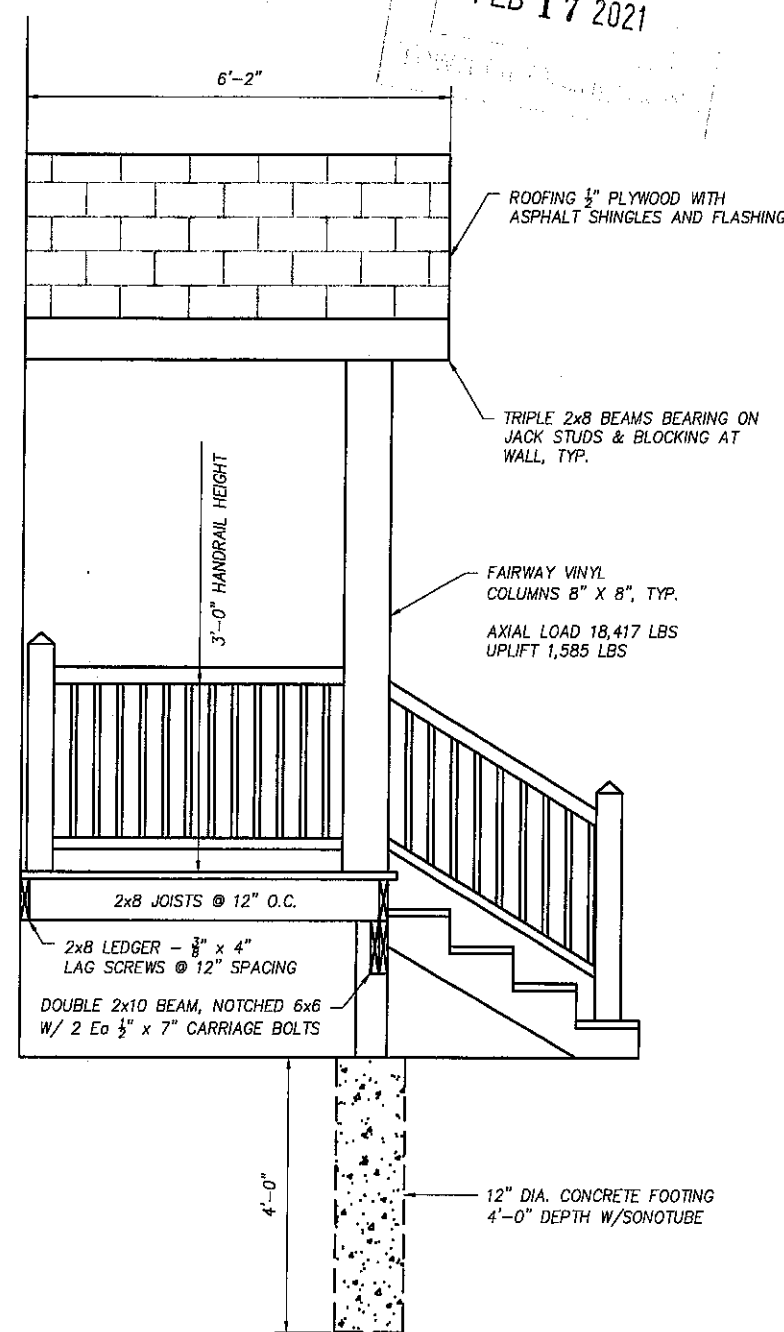 FEB 17 2021
6'-2"
ROOFING ½" PLYWOOD WITH
ASPHALT SHINGLES AND FLASHING
TRIPLE 2x8 BEAMS BEARING ON
JACK STUDS & BLOCKING AT
WALL, TYP.
3'-0" HANDRAIL HEIGHT
FAIRWAY VINYL
COLUMNS 8" X 8", TYP.
AXIAL LOAD 18,417 LBS
UPLIFT 1,585 LBS
2x8 JOISTS @ 12" O.C.
2x8 LEDGER – ⅜" x 4"
LAG SCREWS @ 12" SPACING
DOUBLE 2x10 BEAM, NOTCHED 6x6
W/ 2 Ea ½" x 7" CARRIAGE BOLTS
4'-0"
12" DIA. CONCRETE FOOTING
4'-0" DEPTH W/SONOTUBE